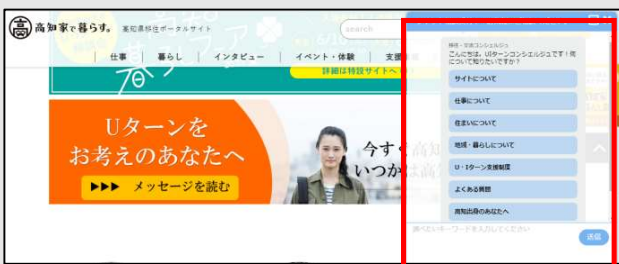 高知家で暮らす。 高知県移住ポータルサイト
search
仕事 暮らし インタビュー イベント・体験 支援
暮
詳細は特設サイトへ
Uターンを
お考えのあなたへ
▶▶▶ メッセージを読む
今す
いつか
移住・交流コンシェルジュ
こんにちは。UIターンコンシェルジュです！何
について知りたいですか？
サイトについて
仕事について
住まいについて
地域・暮らしについて
U・Iターン支援制度
よくある質問
高知出身のあなたへ
調べたいキーワードを入力してください
送信